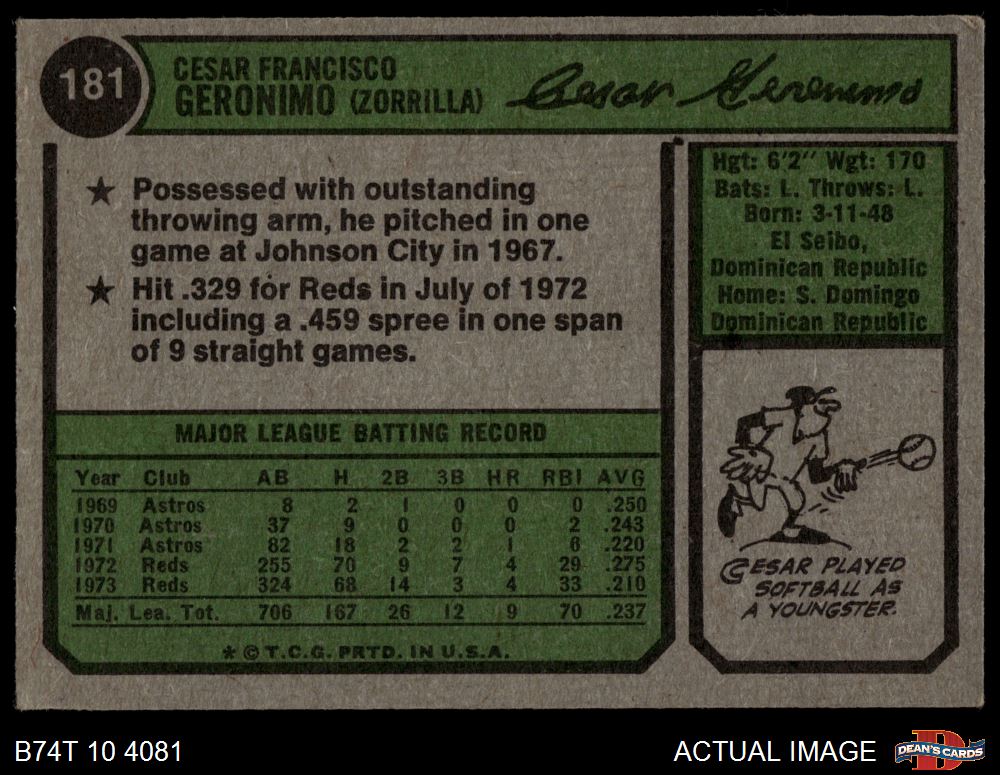 181
CESAR FRANCISCO
GERONIMO (ZORRILLA)
Cesar Geronimo
★ Possessed with outstanding
throwing arm, he pitched in one
game at Johnson City in 1967.
★ Hit .329 for Reds in July of 1972
including a .459 spree in one span
of 9 straight games.
Hgt: 6'2" Wgt: 170
Bats: L. Throws: L.
Born: 3-11-48
El Seibo,
Dominican Republic
Home: S. Domingo
Dominican Republic
MAJOR LEAGUE BATTING RECORD
Year Club AB H 2B 3B HR RBI AVG
1969 Astros 8 2 1 0 0 0 .250
1970 Astros 37 9 0 0 0 2 .243
1971 Astros 82 18 2 2 1 6 .220
1972 Reds 255 70 9 7 4 29 .275
1973 Reds 324 68 14 3 4 33 .210
Maj. Lea. Tot. 706 167 26 12 9 70 .237
* © T.C.G. PRTD. IN U.S.A.
CESAR PLAYED
SOFTBALL AS
A YOUNGSTER.
B74T 10 4081
ACTUAL IMAGE
DEAN'S CARDS